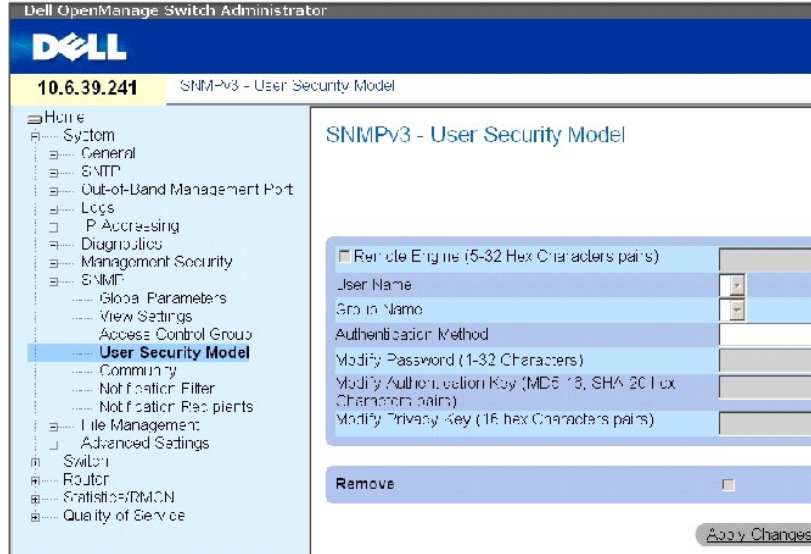 Dell OpenManage Switch Administrator
DELL
10.6.39.241
SNMPv3 - User Security Model
Home
System
General
SNTP
Out-of-Band Management Port
Logs
IP Addressing
Diagnostics
Management Security
SNMP
Global Parameters
View Settings
Access Control Group
User Security Model
Community
Notification Filter
Notification Recipients
File Management
Advanced Settings
Switch
Router
Statistics/RMON
Quality of Service
SNMPv3 - User Security Model
Remote Engine (5-32 Hex Characters pairs)
User Name
Group Name
Authentication Method
Modify Password (1-32 Characters)
Modify Authentication Key (MD5-16, SHA-20 hex
Characters pairs)
Modify Privacy Key (16 hex Characters pairs)
Remove
Apply Changes